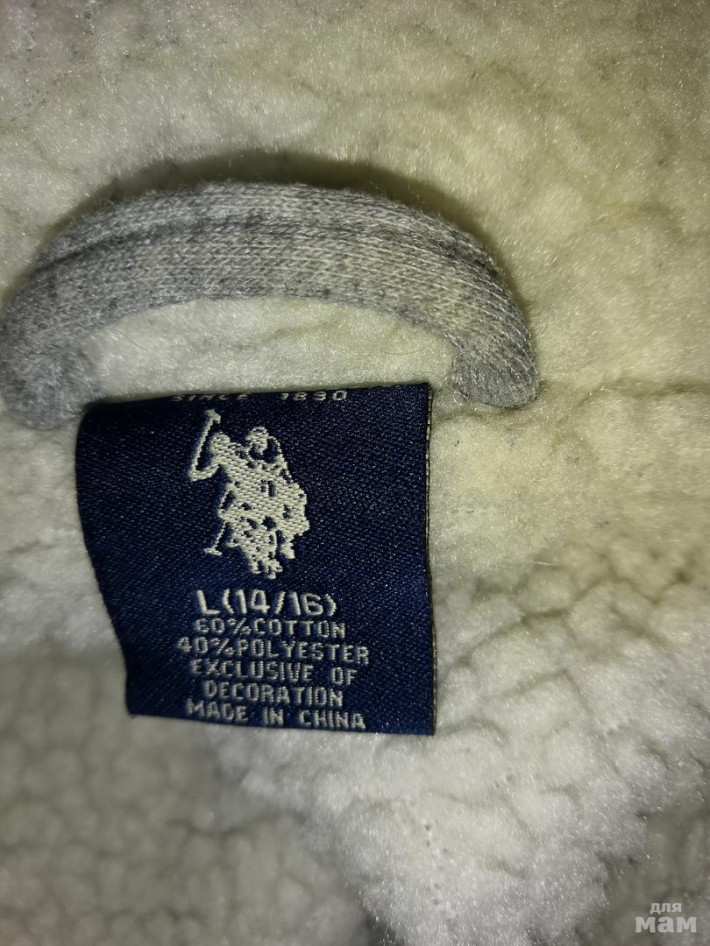 SINCE 1890
L(14/16)
60%COTTON
40%POLYESTER
EXCLUSIVE OF
DECORATION
MADE IN CHINA
для
мам